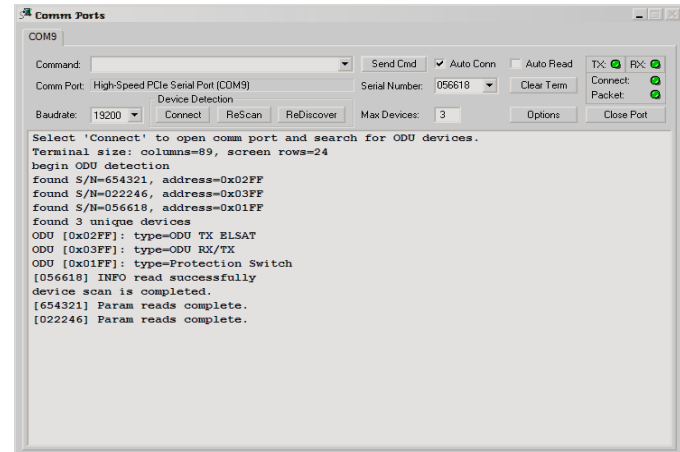 Comm Ports
COM9
Command: Send Cmd Auto Conn Auto Read TX: RX:
Comm Port: High-Speed PCIe Serial Port (COM9) Serial Number: 056618 Clear Term Connect:
Device Detection Packet:
Baudrate: 19200 Connect ReScan ReDiscover Max Devices: 3 Options Close Port
Select 'Connect' to open comm port and search for ODU devices.
Terminal size: columns=89, screen rows=24
begin ODU detection
found S/N=654321, address=0x02FF
found S/N=022246, address=0x03FF
found S/N=056618, address=0x01FF
found 3 unique devices
ODU [0x02FF]: type=ODU TX ELSAT
ODU [0x03FF]: type=ODU RX/TX
ODU [0x01FF]: type=Protection Switch
[056618] INFO read successfully
device scan is completed.
[654321] Param reads complete.
[022246] Param reads complete.